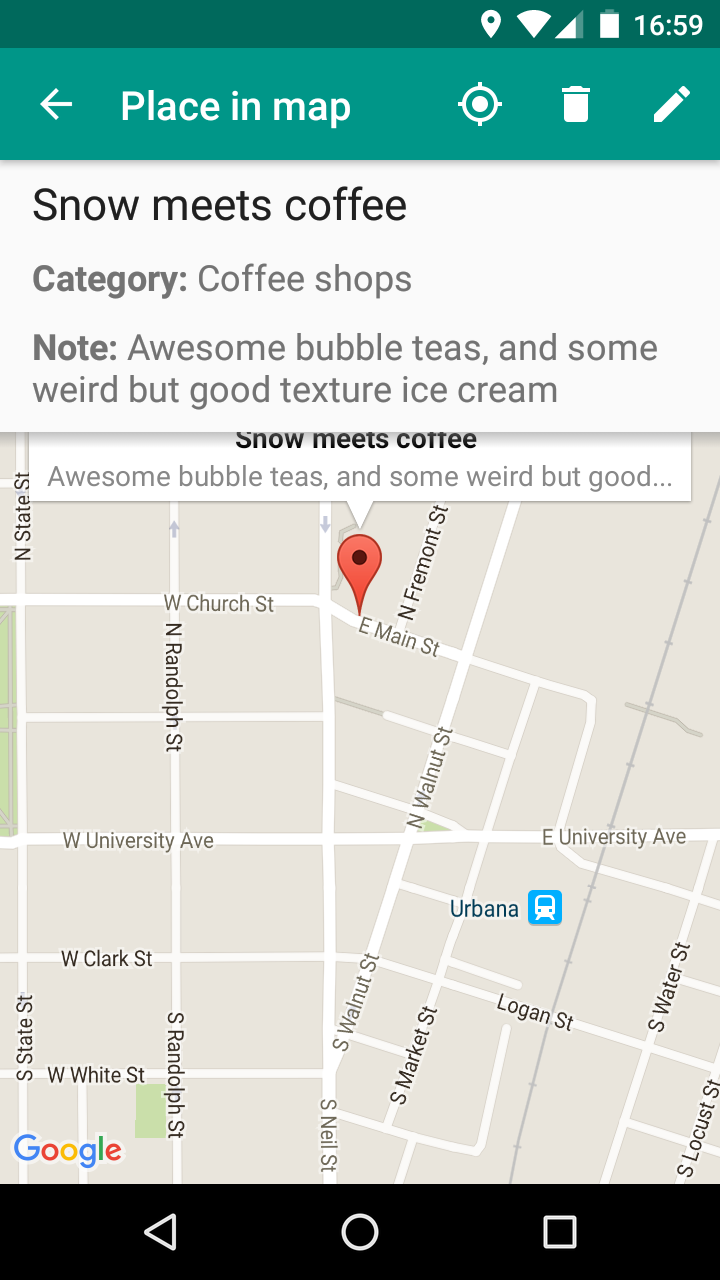 16:59
Place in map
Snow meets coffee
Category: Coffee shops
Note: Awesome bubble teas, and some
weird but good texture ice cream
Snow meets coffee
Awesome bubble teas, and some weird but good...
N State St
N Fremont St
W Church St
E Main St
N Randolph St
N Walnut St
W University Ave
E University Ave
Urbana
W Clark St
S Walnut St
S Water St
S State St
Logan St
S Randolph St
S Market St
W White St
S Neil St
S Locust St
Google